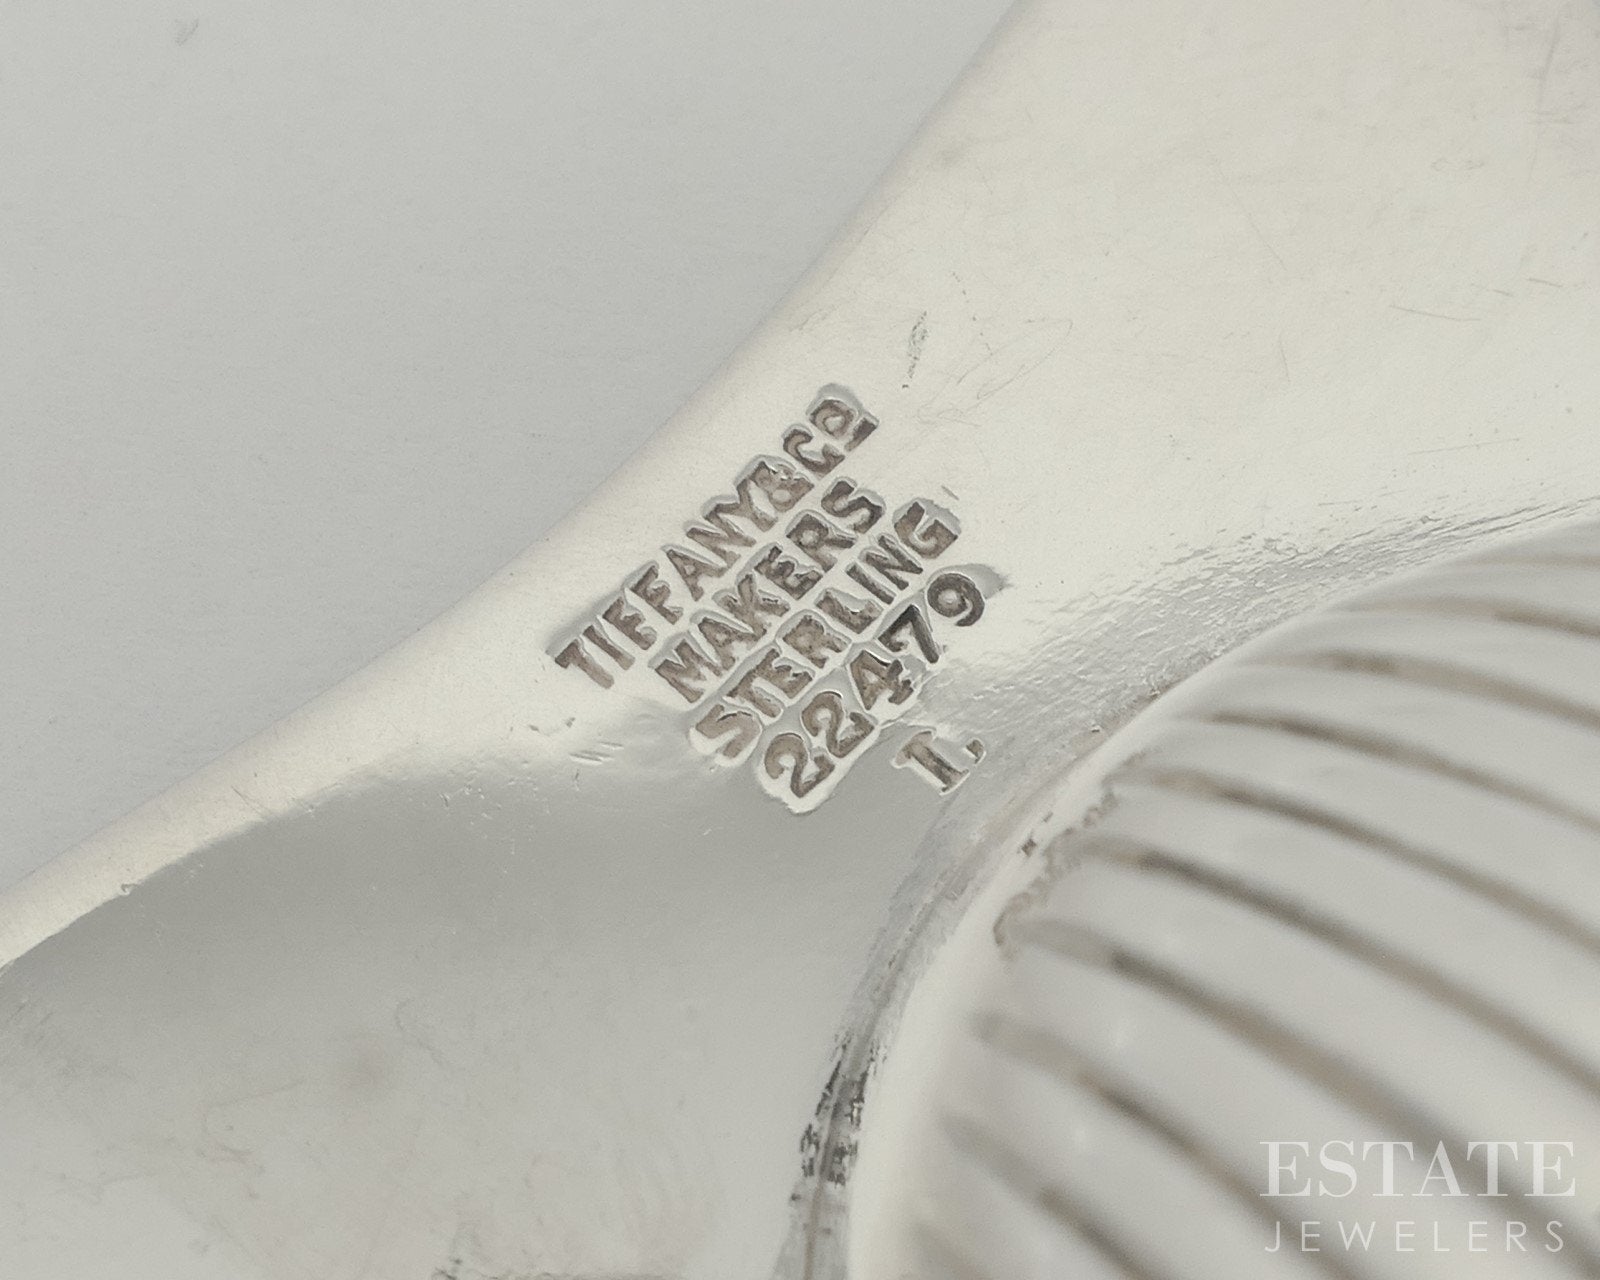 TIFFANY & Co.
MAKERS
STERLING
22479
L.
ESTATE
JEWELERS